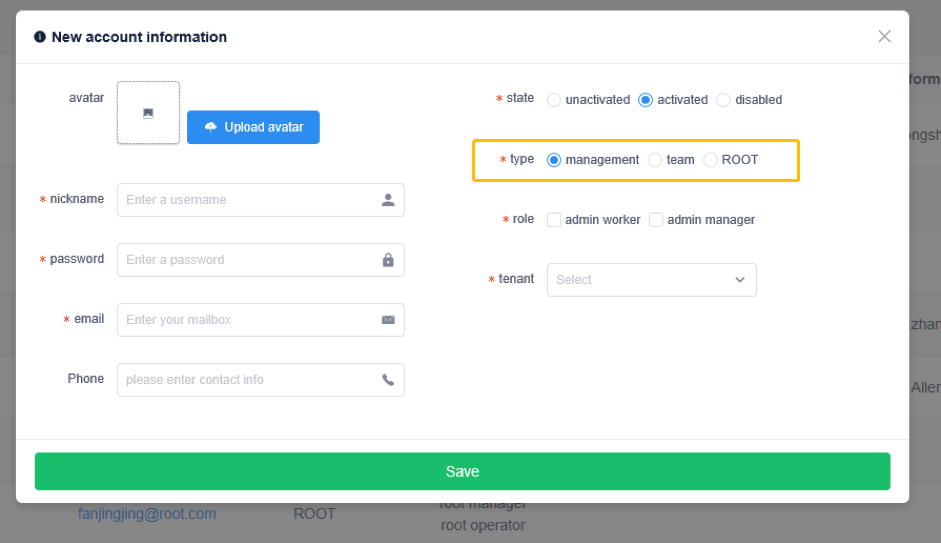 New account information
avatar
Upload avatar
* nickname
Enter a username
* password
Enter a password
* email
Enter your mailbox
Phone
please enter contact info
* state
unactivated activated disabled
* type
management team ROOT
* role
admin worker admin manager
* tenant
Select
Save
form
ongsh
zhan
Allen
fanjingjing@root.com
ROOT
root manager
root operator